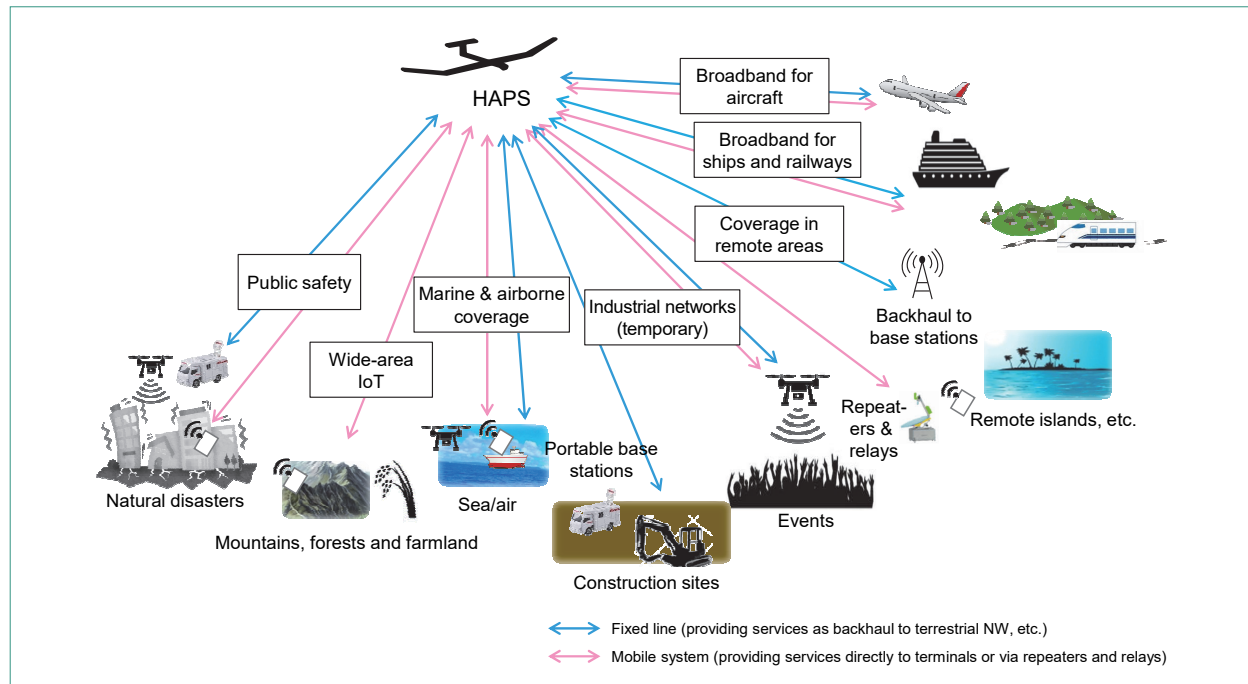 HAPS
Broadband for
aircraft
Broadband for
ships and railways
Coverage in
remote areas
Public safety
Marine & airborne
coverage
Industrial networks
(temporary)
Wide-area
IoT
Backhaul to
base stations
Repeat-
ers &
relays
Remote islands, etc.
Portable base
stations
Natural disasters
Sea/air
Events
Mountains, forests and farmland
Construction sites
Fixed line (providing services as backhaul to terrestrial NW, etc.)
Mobile system (providing services directly to terminals or via repeaters and relays)